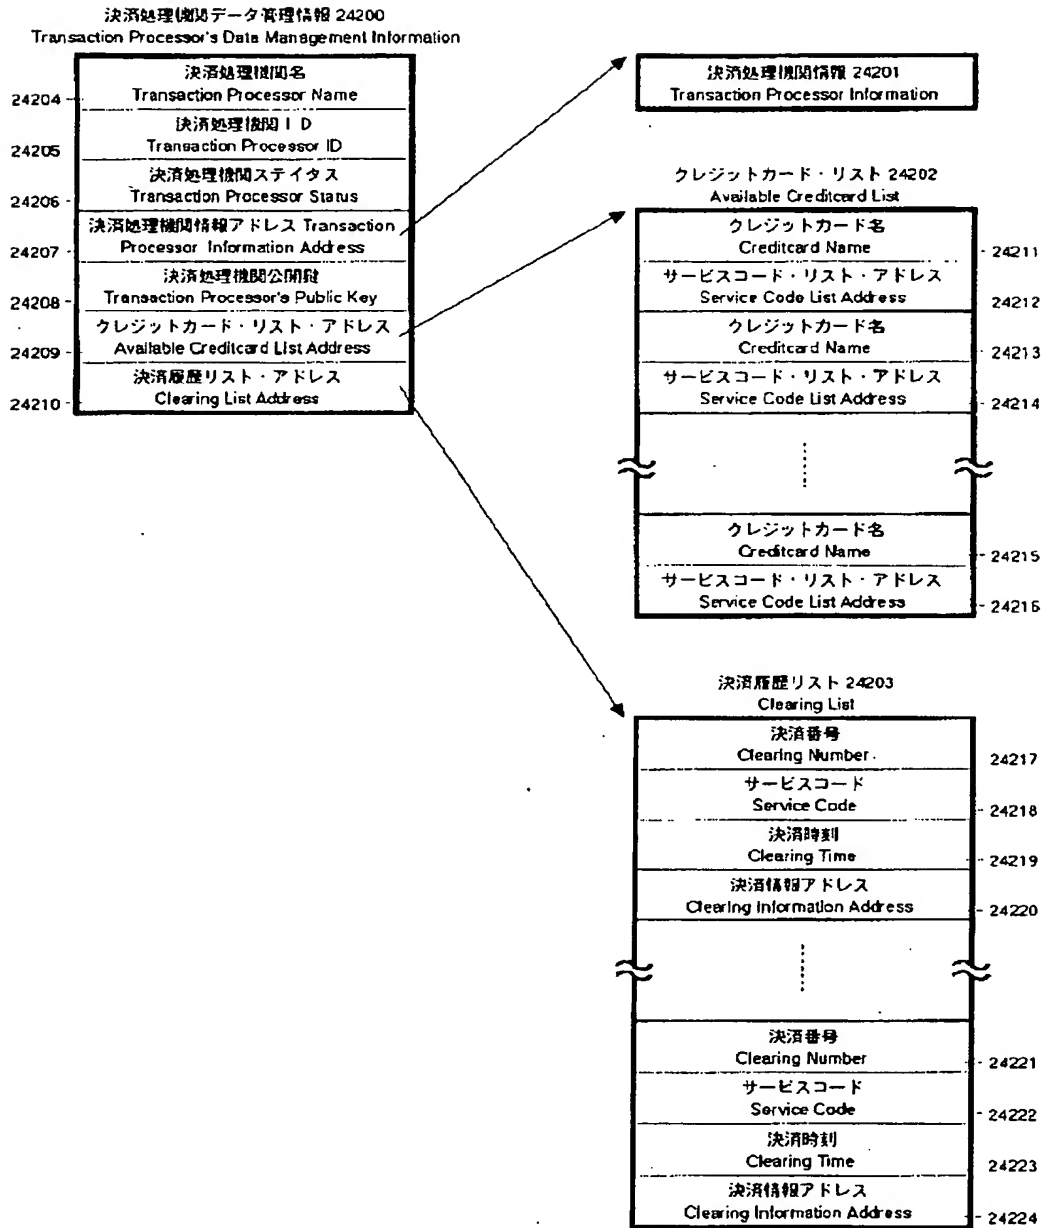 決済処理機関データ管理情報 24200
Transaction Processor's Data Management Information
決済処理機関名
Transaction Processor Name
24204
決済処理機関ID
Transaction Processor ID
24205
決済処理機関ステイタス
Transaction Processor Status
24206
決済処理機関情報アドレス Transaction
Processor Information Address
24207
決済処理機関公開鍵
Transaction Processor's Public Key
24208
クレジットカード・リスト・アドレス
Available Creditcard List Address
24209
決済履歴リスト・アドレス
Clearing List Address
24210
決済処理機関情報 24201
Transaction Processor Information
クレジットカード・リスト 24202
Available Creditcard List
クレジットカード名
Creditcard Name
24211
サービスコード・リスト・アドレス
Service Code List Address
24212
クレジットカード名
Creditcard Name
24213
サービスコード・リスト・アドレス
Service Code List Address
24214
クレジットカード名
Creditcard Name
24215
サービスコード・リスト・アドレス
Service Code List Address
24216
決済履歴リスト 24203
Clearing List
決済番号
Clearing Number
24217
サービスコード
Service Code
24218
決済時刻
Clearing Time
24219
決済情報アドレス
Clearing Information Address
24220
決済番号
Clearing Number
24221
サービスコード
Service Code
24222
決済時刻
Clearing Time
24223
決済情報アドレス
Clearing Information Address
24224